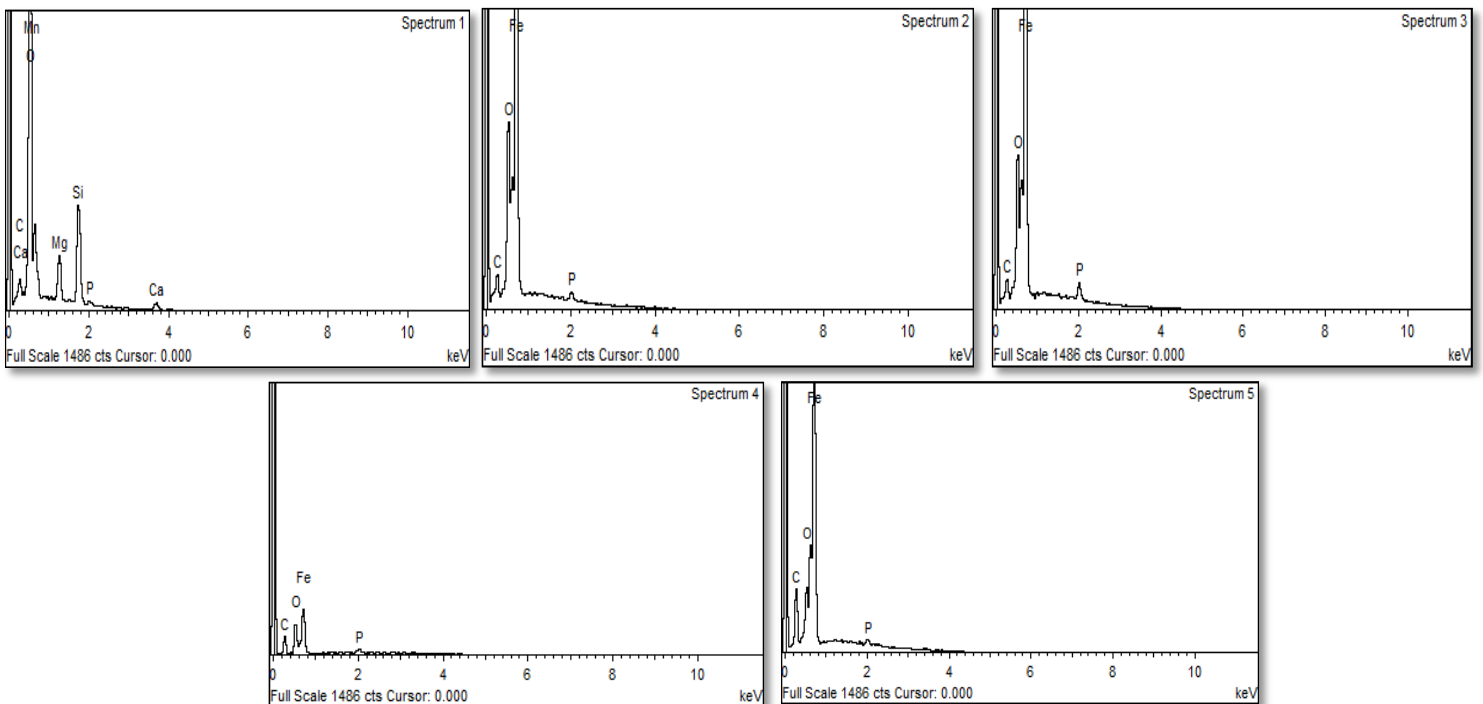 Spectrum 1
Mn
O
C
Ca
Mg
Si
P
Ca
0 2 4 6 8 10
Full Scale 1486 cts Cursor: 0.000 keV
Spectrum 2
Fe
O
C
P
0 2 4 6 8 10
Full Scale 1486 cts Cursor: 0.000 keV
Spectrum 3
Fe
O
C
P
0 2 4 6 8 10
Full Scale 1486 cts Cursor: 0.000 keV
Spectrum 4
Fe
O
C
P
0 2 4 6 8 10
Full Scale 1486 cts Cursor: 0.000 keV
Spectrum 5
Fe
O
C
P
0 2 4 6 8 10
Full Scale 1486 cts Cursor: 0.000 keV